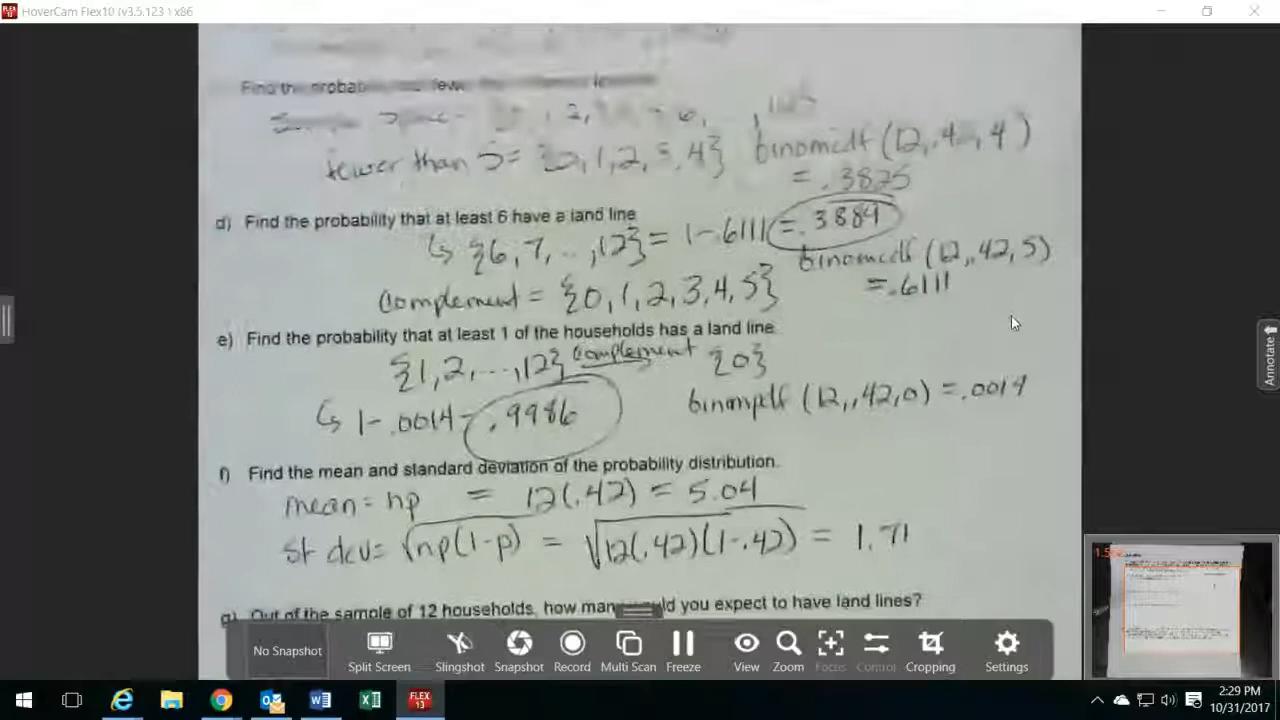 HoverCam Flex10 (v3.5.123 ) x86
Find the
fewer than 5 = {0, 1, 2, 3, 4} binomcdf (12, .42, 4)
= .3825
d) Find the probability that at least 6 have a land line
↳ {6, 7, ..., 12} = 1-.6111 = .3889
binomcdf (12, .42, 5)
complement = {0, 1, 2, 3, 4, 5} = .6111
e) Find the probability that at least 1 of the households has a land line.
{1, 2, ..., 12} complement {0}
binompdf (12, .42, 0) = .0014
↳ 1-.0014 = .9986
f) Find the mean and standard deviation of the probability distribution.
mean = np = 12(.42) = 5.04
st dev = √np(1-p) = √12(.42)(1-.42) = 1.71
g) Out of the sample of 12 households, how many would you expect to have land lines?
Annotate
No Snapshot
Split Screen Slingshot Snapshot Record Multi Scan Freeze View Zoom Focus Control Cropping Settings
2:29 PM
10/31/2017